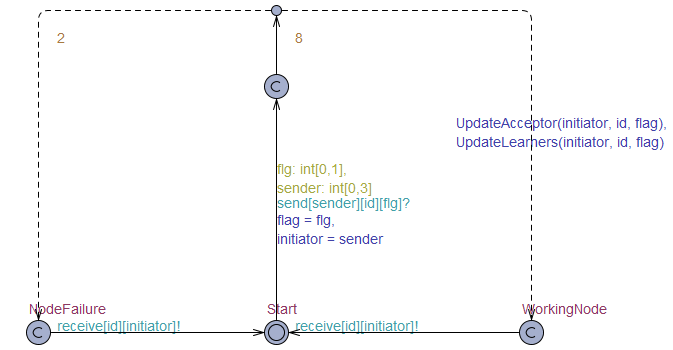 2
8
UpdateAcceptor(initiator, id, flag),
UpdateLearners(initiator, id, flag)
flg: int[0,1],
sender: int[0,3]
send[sender][id][flg]?
flag = flg,
initiator = sender
NodeFailure
Start
WorkingNode
receive[id][initiator]!
receive[id][initiator]!
C
C
C